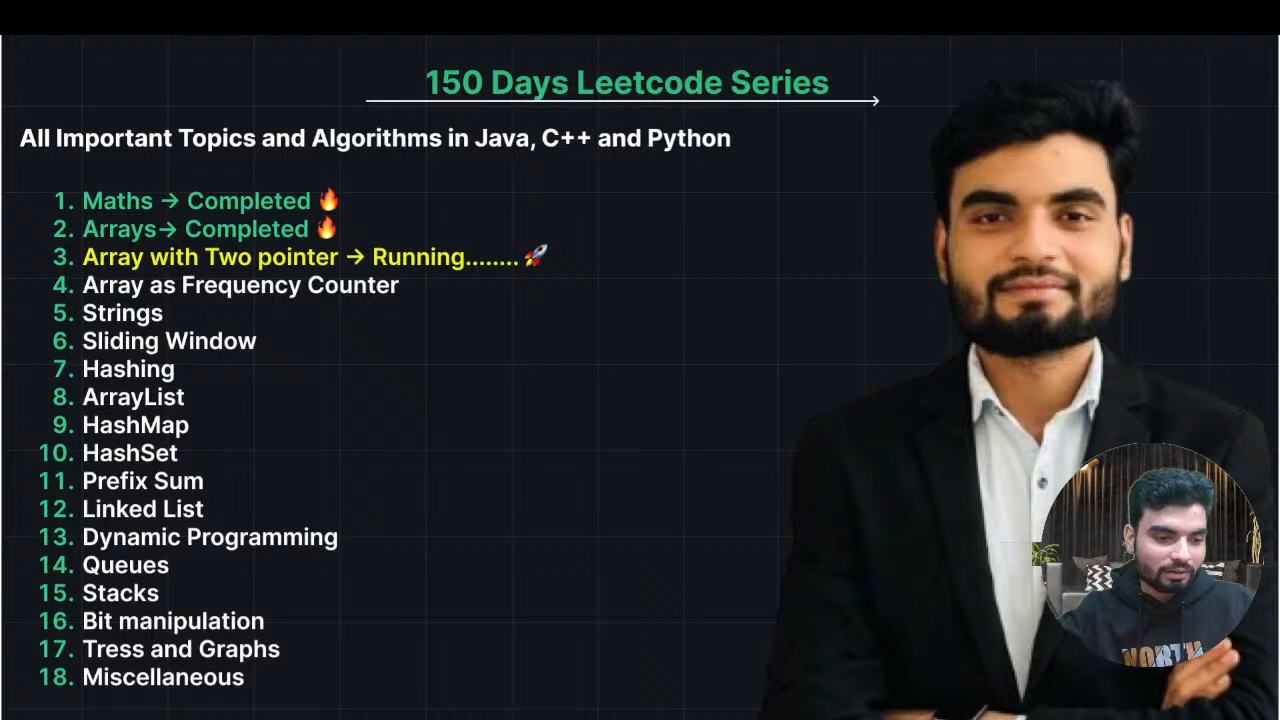 150 Days Leetcode Series
All Important Topics and Algorithms in Java, C++ and Python
1. Maths → Completed 🔥
2. Arrays→ Completed 🔥
3. Array with Two pointer → Running........ 🚀
4. Array as Frequency Counter
5. Strings
6. Sliding Window
7. Hashing
8. ArrayList
9. HashMap
10. HashSet
11. Prefix Sum
12. Linked List
13. Dynamic Programming
14. Queues
15. Stacks
16. Bit manipulation
17. Tress and Graphs
18. Miscellaneous
NORTH